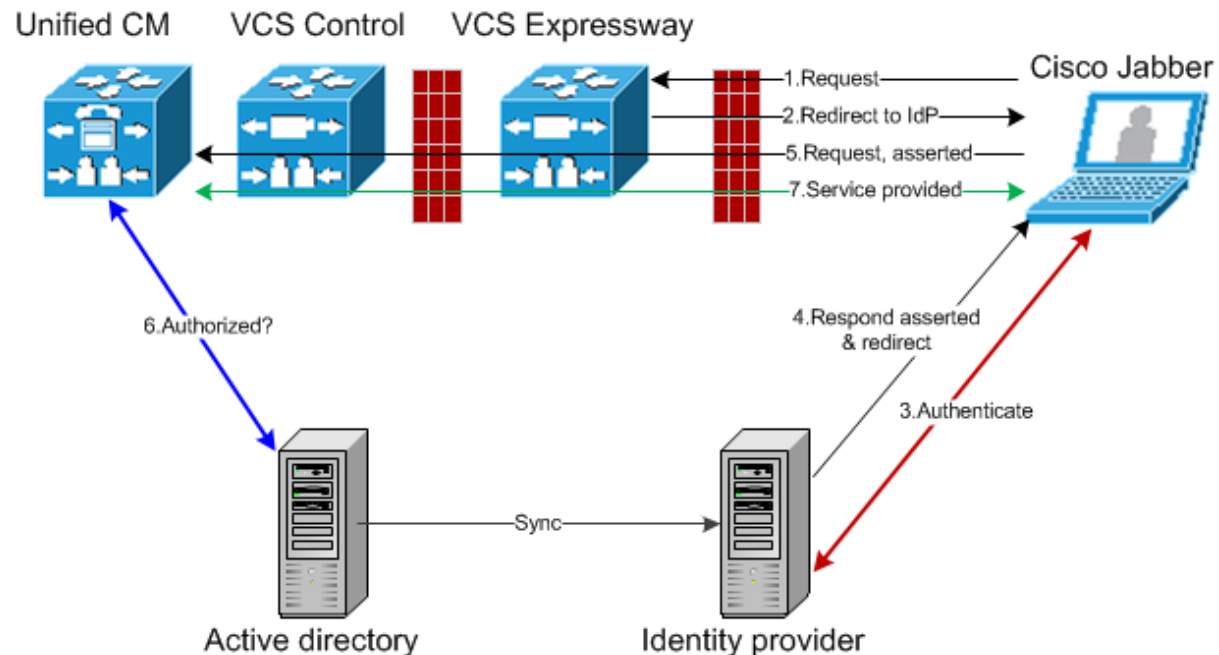 Unified CM
VCS Control
VCS Expressway
Cisco Jabber
1.Request
2.Redirect to IdP
5.Request, asserted
7.Service provided
6.Authorized?
4.Respond asserted
& redirect
3.Authenticate
Sync
Active directory
Identity provider